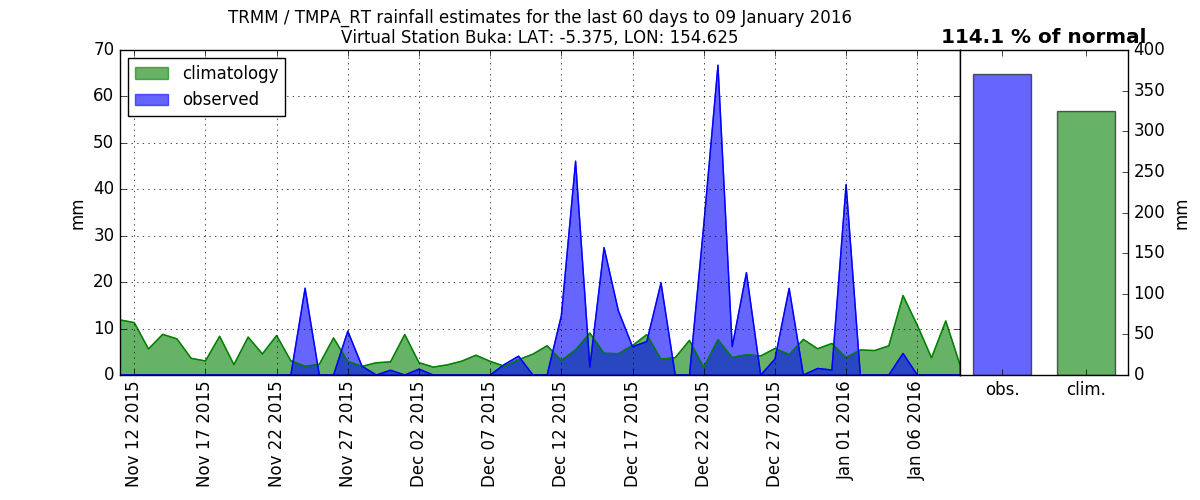 TRMM / TMPA_RT rainfall estimates for the last 60 days to 09 January 2016
Virtual Station Buka: LAT: -5.375, LON: 154.625
114.1 % of normal
climatology
observed
mm
70
60
50
40
30
20
10
0
Nov 12 2015
Nov 17 2015
Nov 22 2015
Nov 27 2015
Dec 02 2015
Dec 07 2015
Dec 12 2015
Dec 17 2015
Dec 22 2015
Dec 27 2015
Jan 01 2016
Jan 06 2016
obs.
clim.
400
350
300
250
200
150
100
50
0
mm